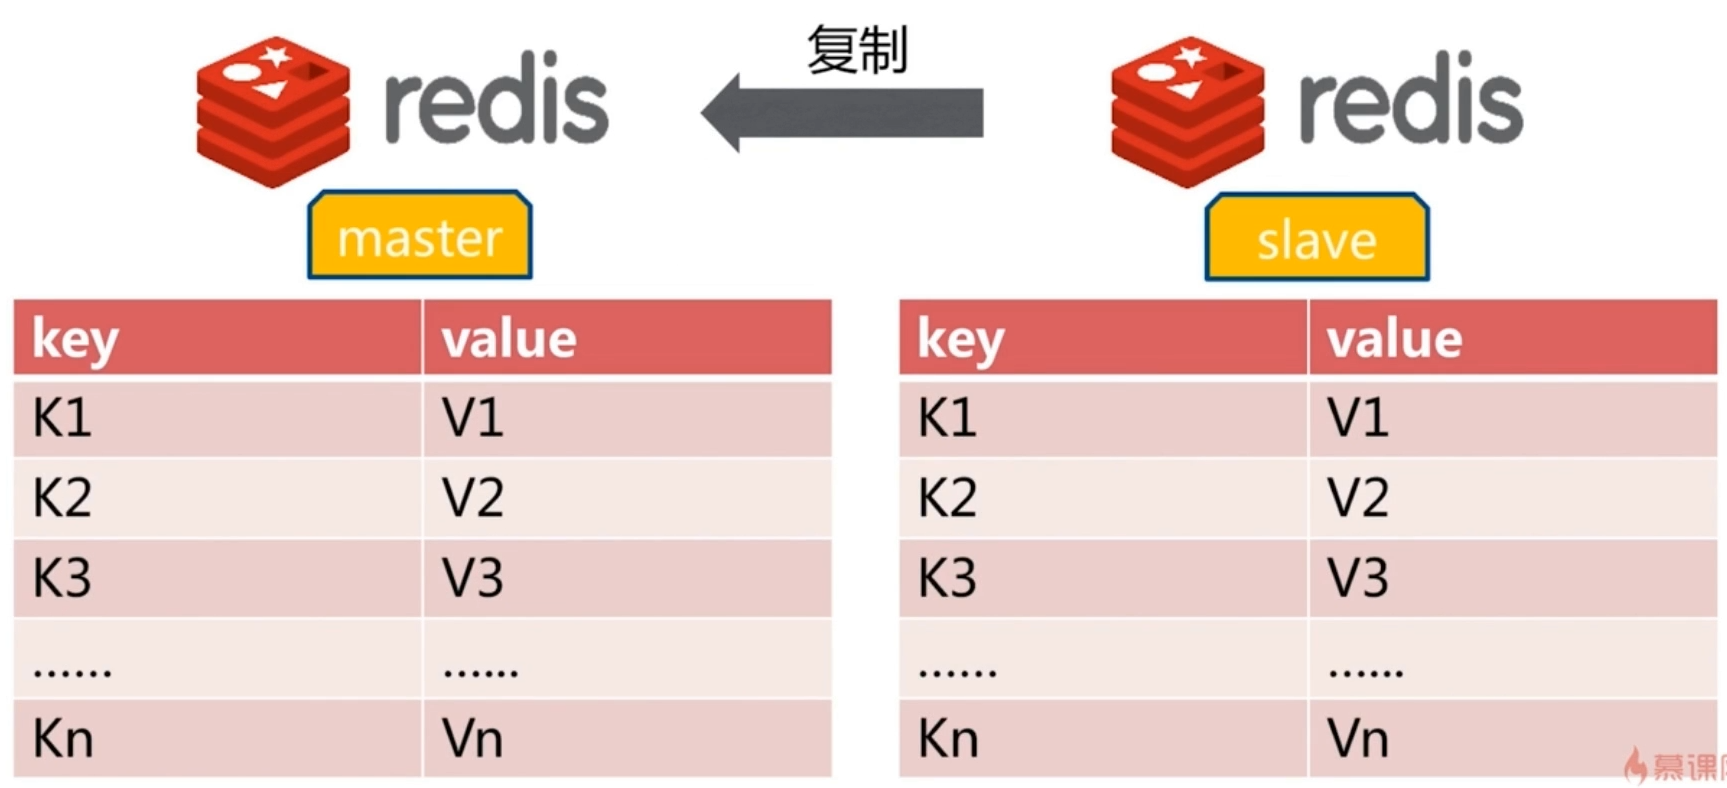 复制
redis
redis
master
slave
key value
K1 V1
K2 V2
K3 V3
...... ......
Kn Vn
key value
K1 V1
K2 V2
K3 V3
...... ......
Kn Vn
慕课